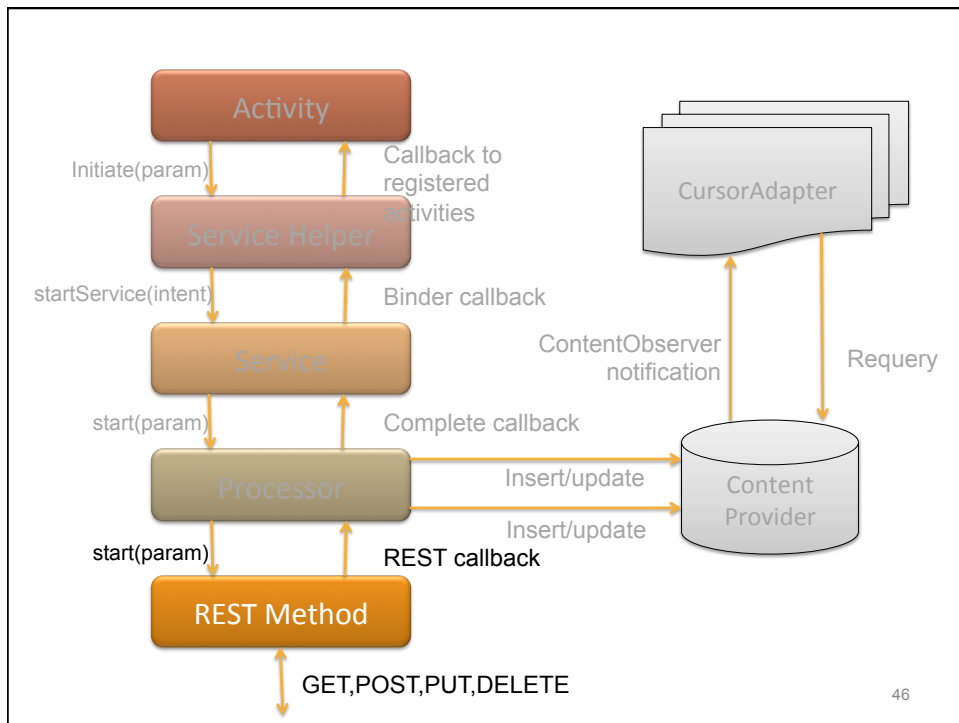 Activity
Initiate(param)
Callback to
registered
activities
CursorAdapter
Service Helper
startService(intent)
Binder callback
Service
ContentObserver
notification
Requery
start(param)
Complete callback
Processor
Insert/update
Insert/update
Content
Provider
start(param)
REST callback
REST Method
GET,POST,PUT,DELETE
46